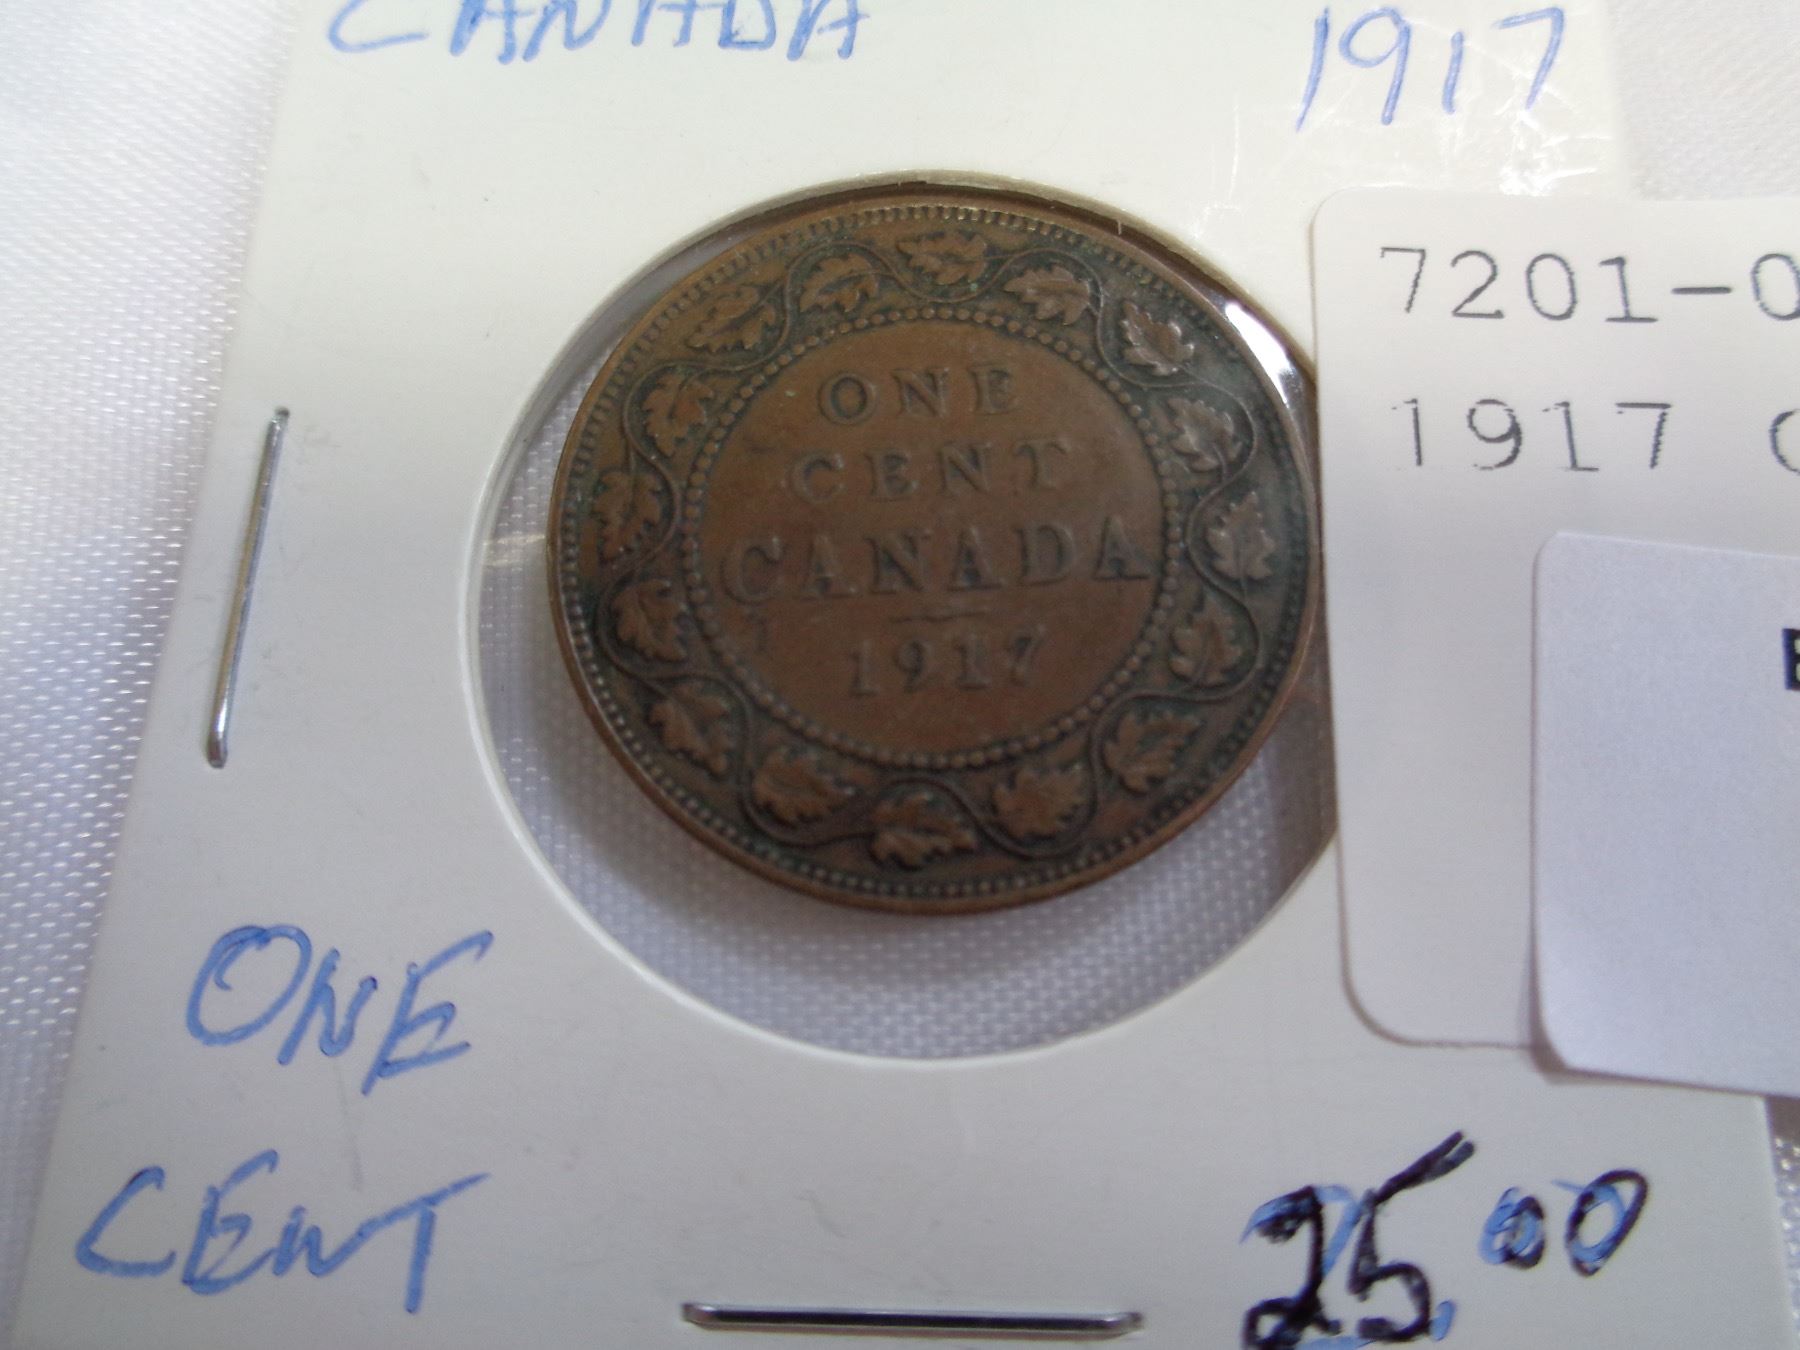 CANADA 1917
7201-0
1917 C
ONE
CENT
CANADA
1917
ONE
CENT
25.00